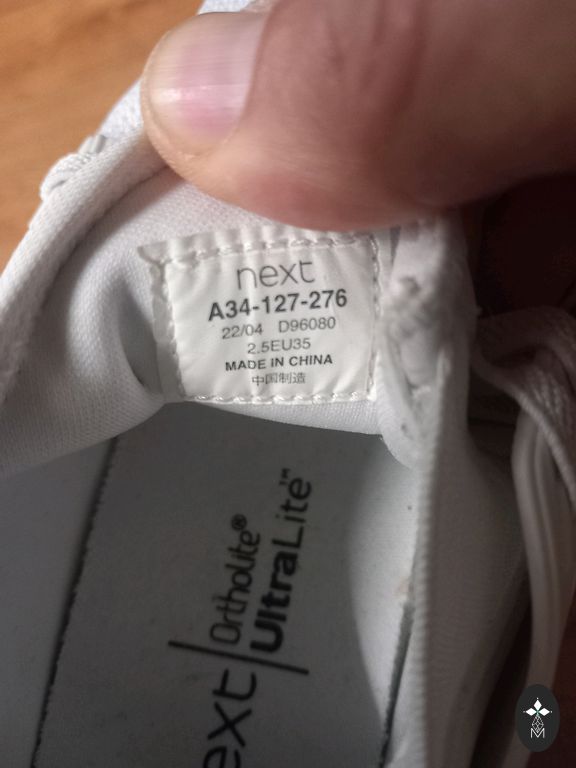 next
A34-127-276
22/04 D96080
2.5EU35
MADE IN CHINA
中国制造
next
Ortholite®
UltraLite™
M